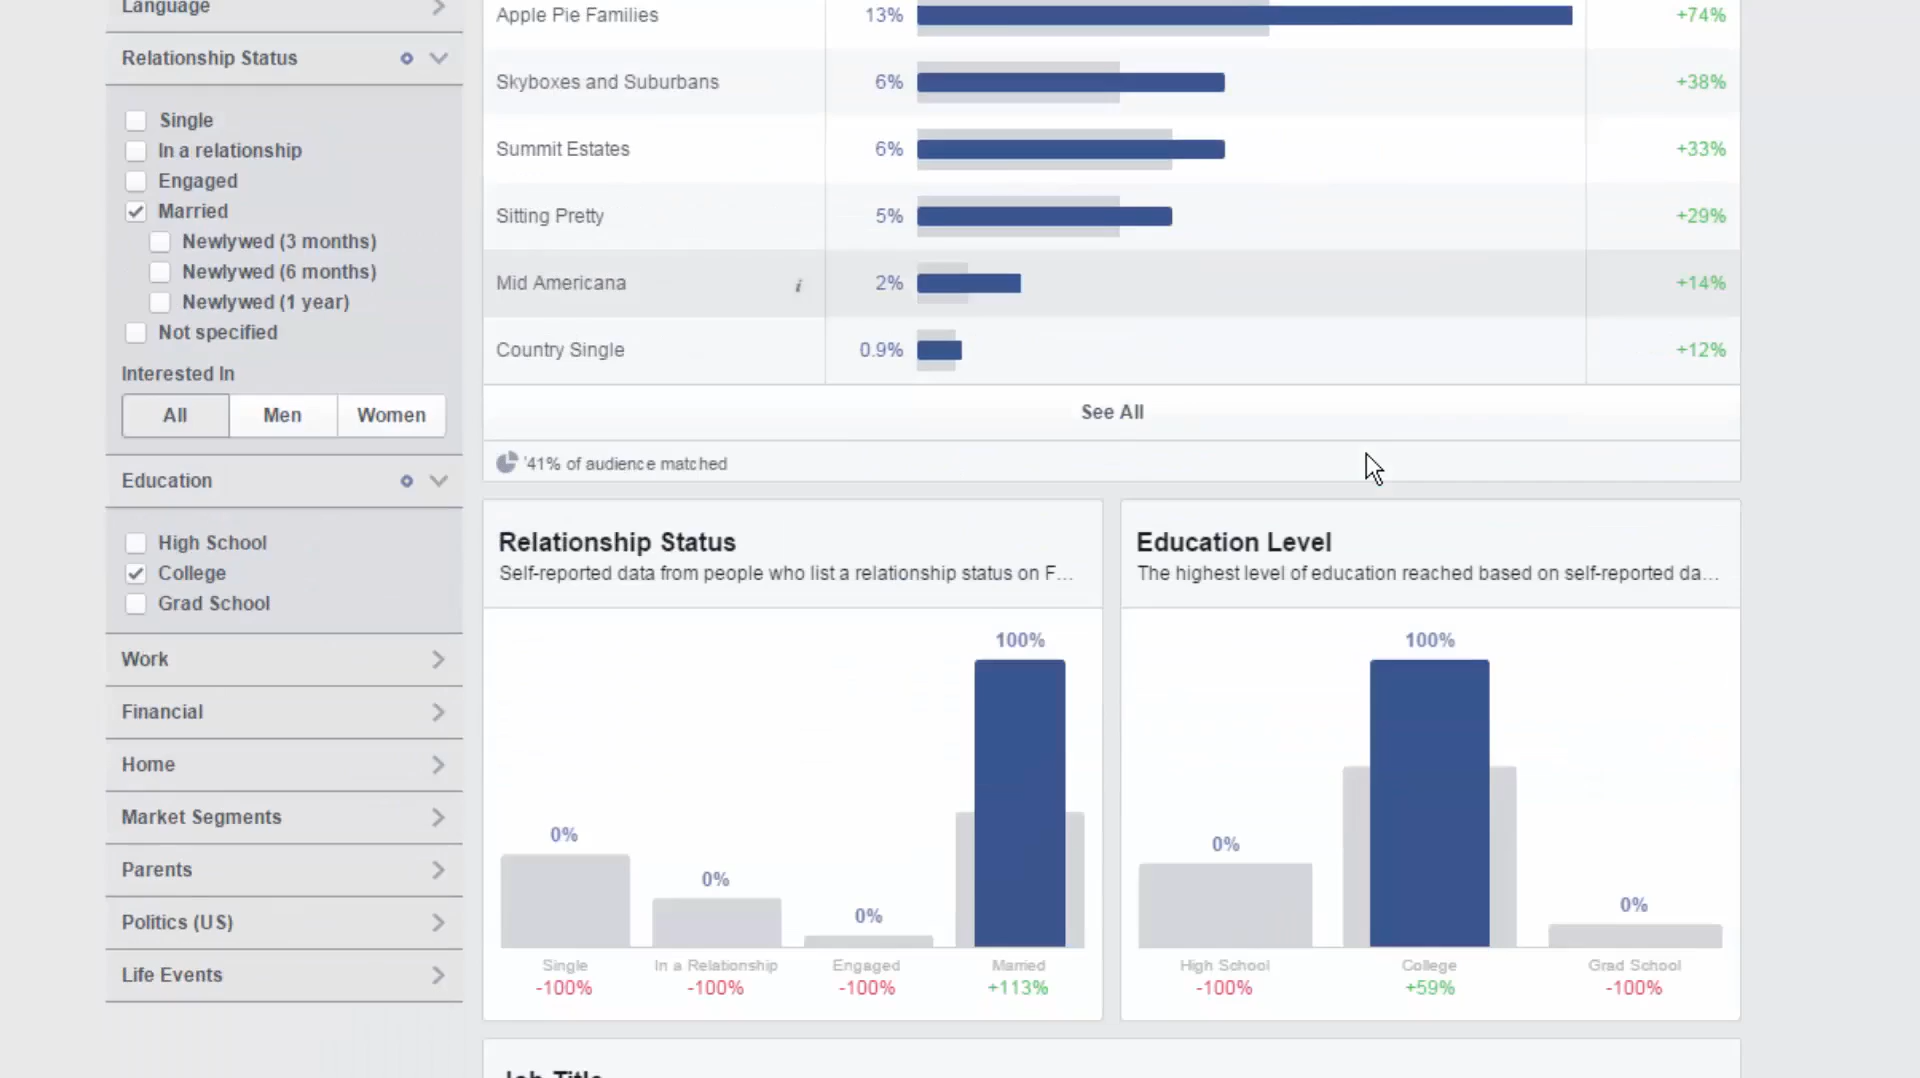 Language
Relationship Status
Single
In a relationship
Engaged
Married
Newlywed (3 months)
Newlywed (6 months)
Newlywed (1 year)
Not specified
Interested In
All Men Women
Education
High School
College
Grad School
Work
Financial
Home
Market Segments
Parents
Politics (US)
Life Events
Apple Pie Families 13% +74%
Skyboxes and Suburbans 6% +38%
Summit Estates 6% +33%
Sitting Pretty 5% +29%
Mid Americana i 2% +14%
Country Single 0.9% +12%
See All
'41% of audience matched
Relationship Status
Self-reported data from people who list a relationship status on F...
100%
0%
0%
0%
Single In a Relationship Engaged Married
-100% -100% -100% +113%
Education Level
The highest level of education reached based on self-reported da...
100%
0%
0%
High School College Grad School
-100% +59% -100%
Job Title